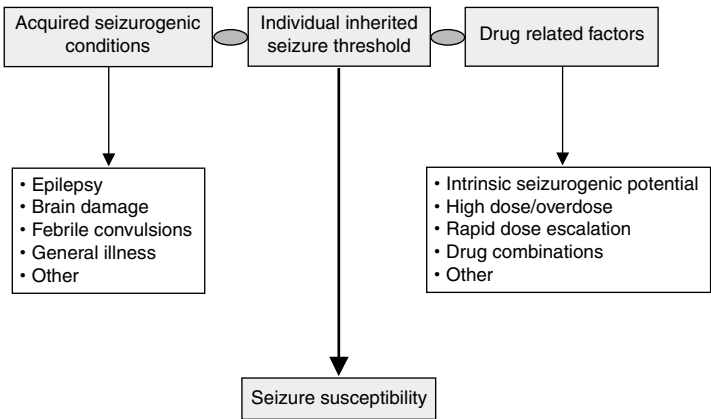 Acquired seizurogenic
conditions
Individual inherited
seizure threshold
Drug related factors
• Epilepsy
• Brain damage
• Febrile convulsions
• General illness
• Other
• Intrinsic seizurogenic potential
• High dose/overdose
• Rapid dose escalation
• Drug combinations
• Other
Seizure susceptibility